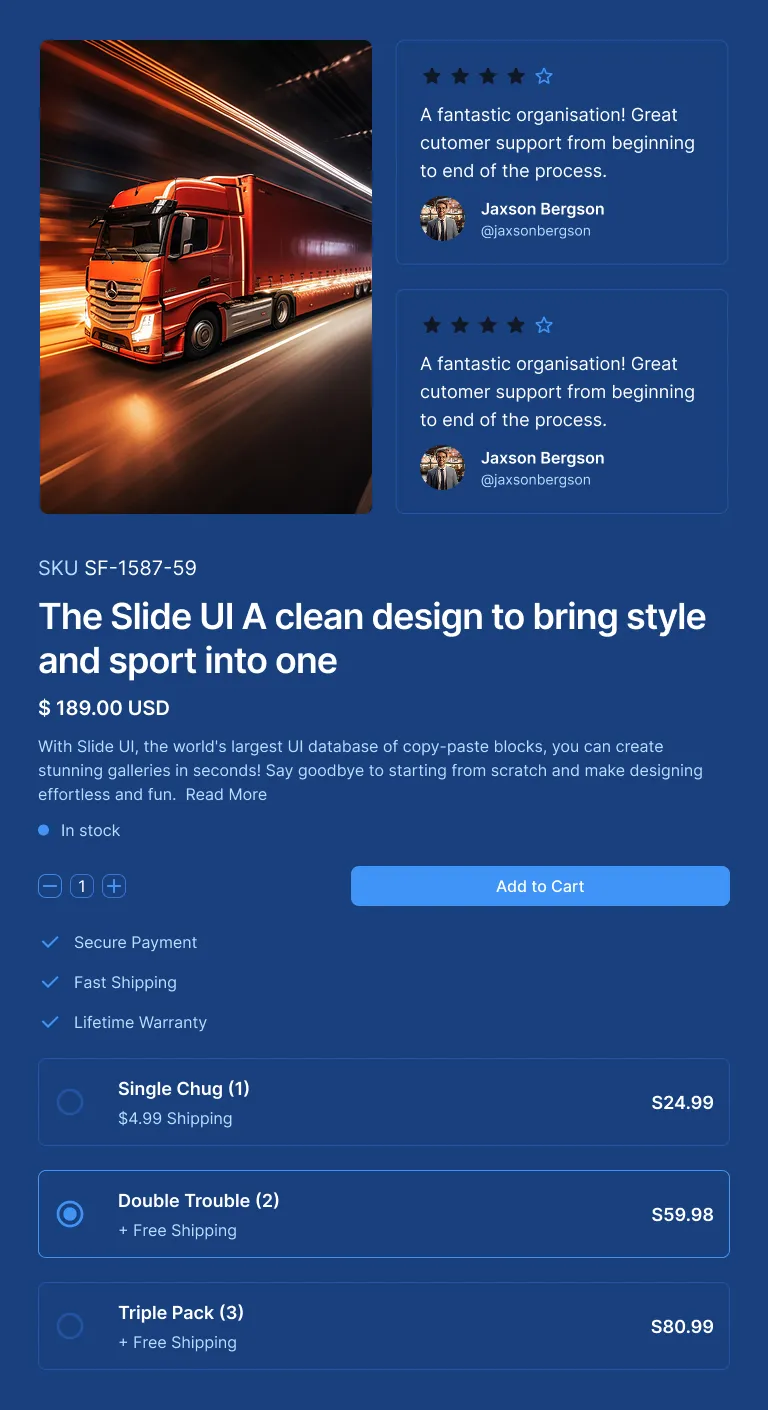 A fantastic organisation! Great
cutomer support from beginning
to end of the process.
Jaxson Bergson
@jaxsonbergson
A fantastic organisation! Great
cutomer support from beginning
to end of the process.
Jaxson Bergson
@jaxsonbergson
SKU SF-1587-59
The Slide UI A clean design to bring style
and sport into one
$ 189.00 USD
With Slide UI, the world's largest UI database of copy-paste blocks, you can create
stunning galleries in seconds! Say goodbye to starting from scratch and make designing
effortless and fun. Read More
In stock
1
Add to Cart
Secure Payment
Fast Shipping
Lifetime Warranty
Single Chug (1)
$4.99 Shipping
S24.99
Double Trouble (2)
+ Free Shipping
S59.98
Triple Pack (3)
+ Free Shipping
S80.99